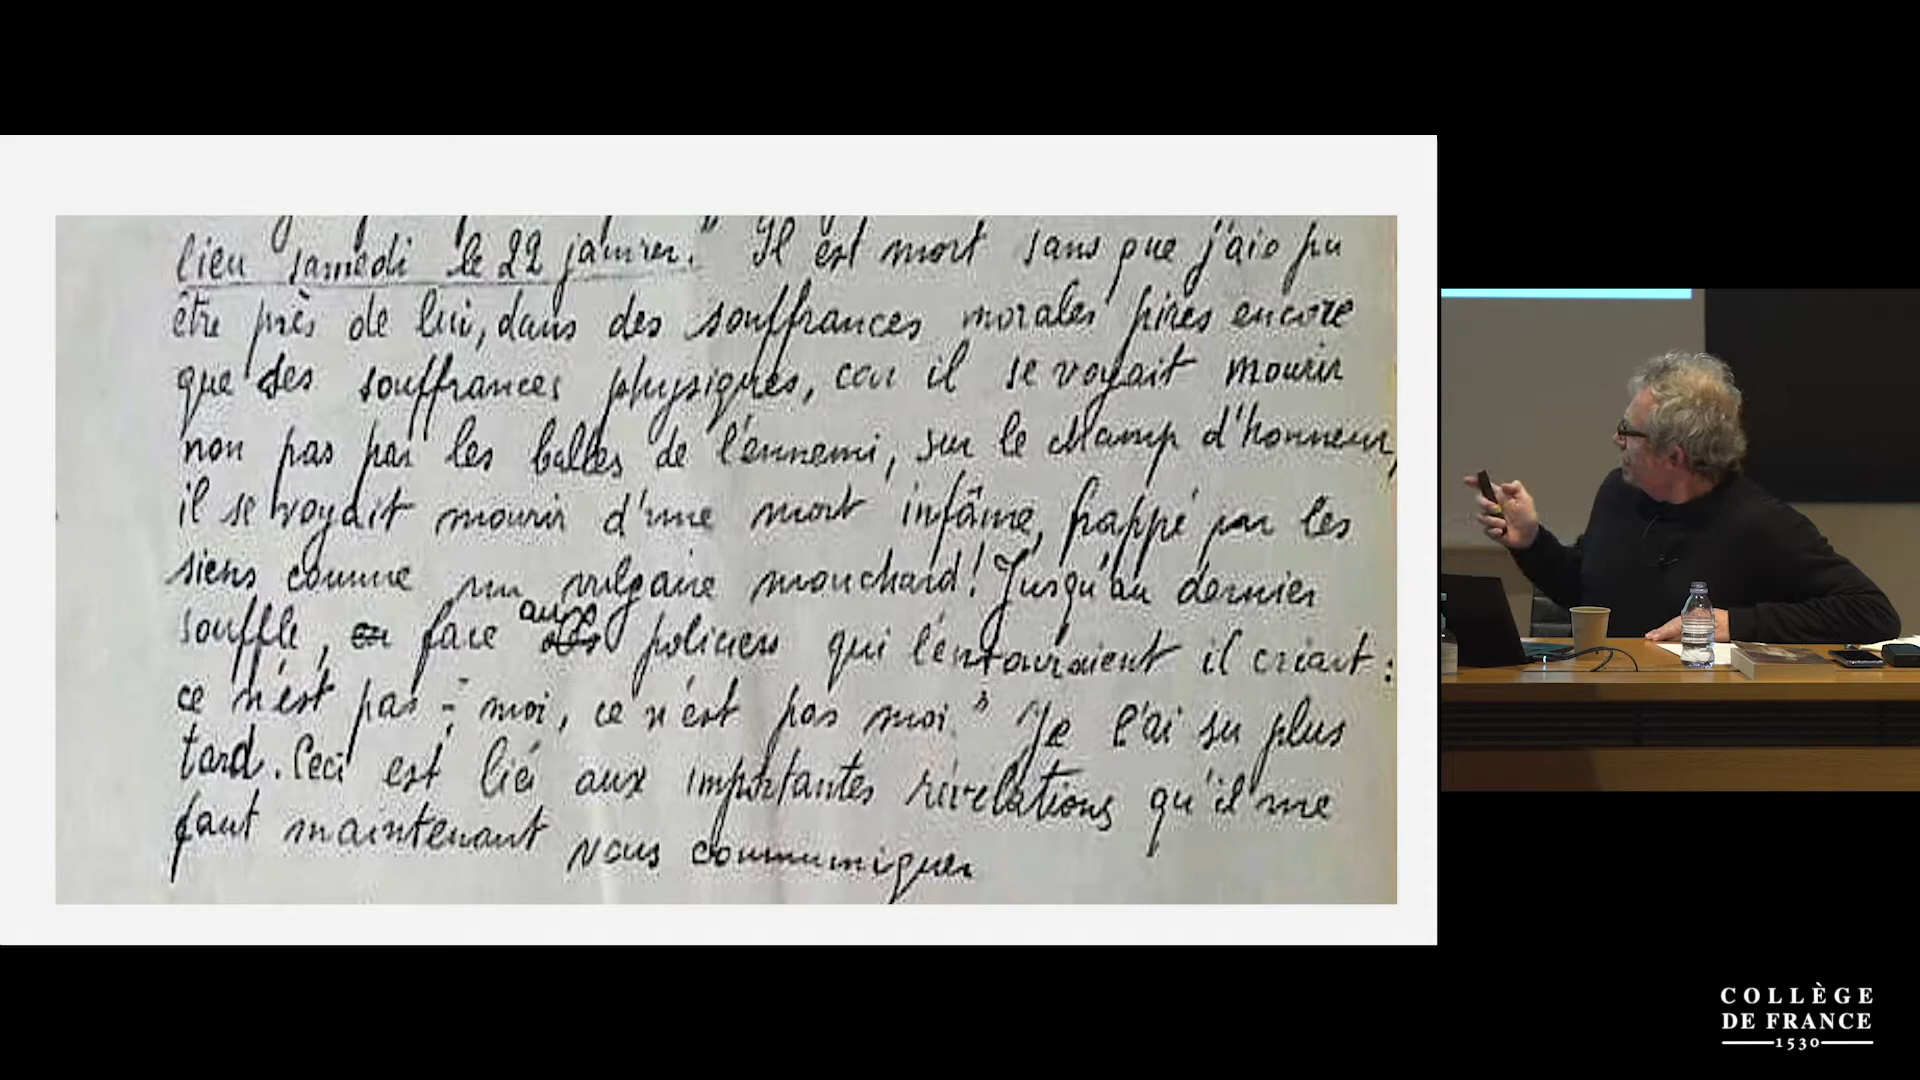 lieu samedi le 22 janvier." Il est mort sans que j'aie pu
être près de lui, dans des souffrances morales pires encore
que des souffrances physiques, car il se voyait mourir
non pas par les balles de l'ennemi, sur le champ d'honneur,
il se voyait mourir d'une mort infâme, frappé par les
siens comme un vulgaire mouchard! Jusqu'au dernier
souffle, face aux policiers qui l'entouraient il criait :
ce n'est pas moi, ce n'est pas moi." Je l'ai su plus
tard. Ceci est lié aux importantes révélations qu'il me
faut maintenant vous communiquer
COLLÈGE
DE FRANCE
1530